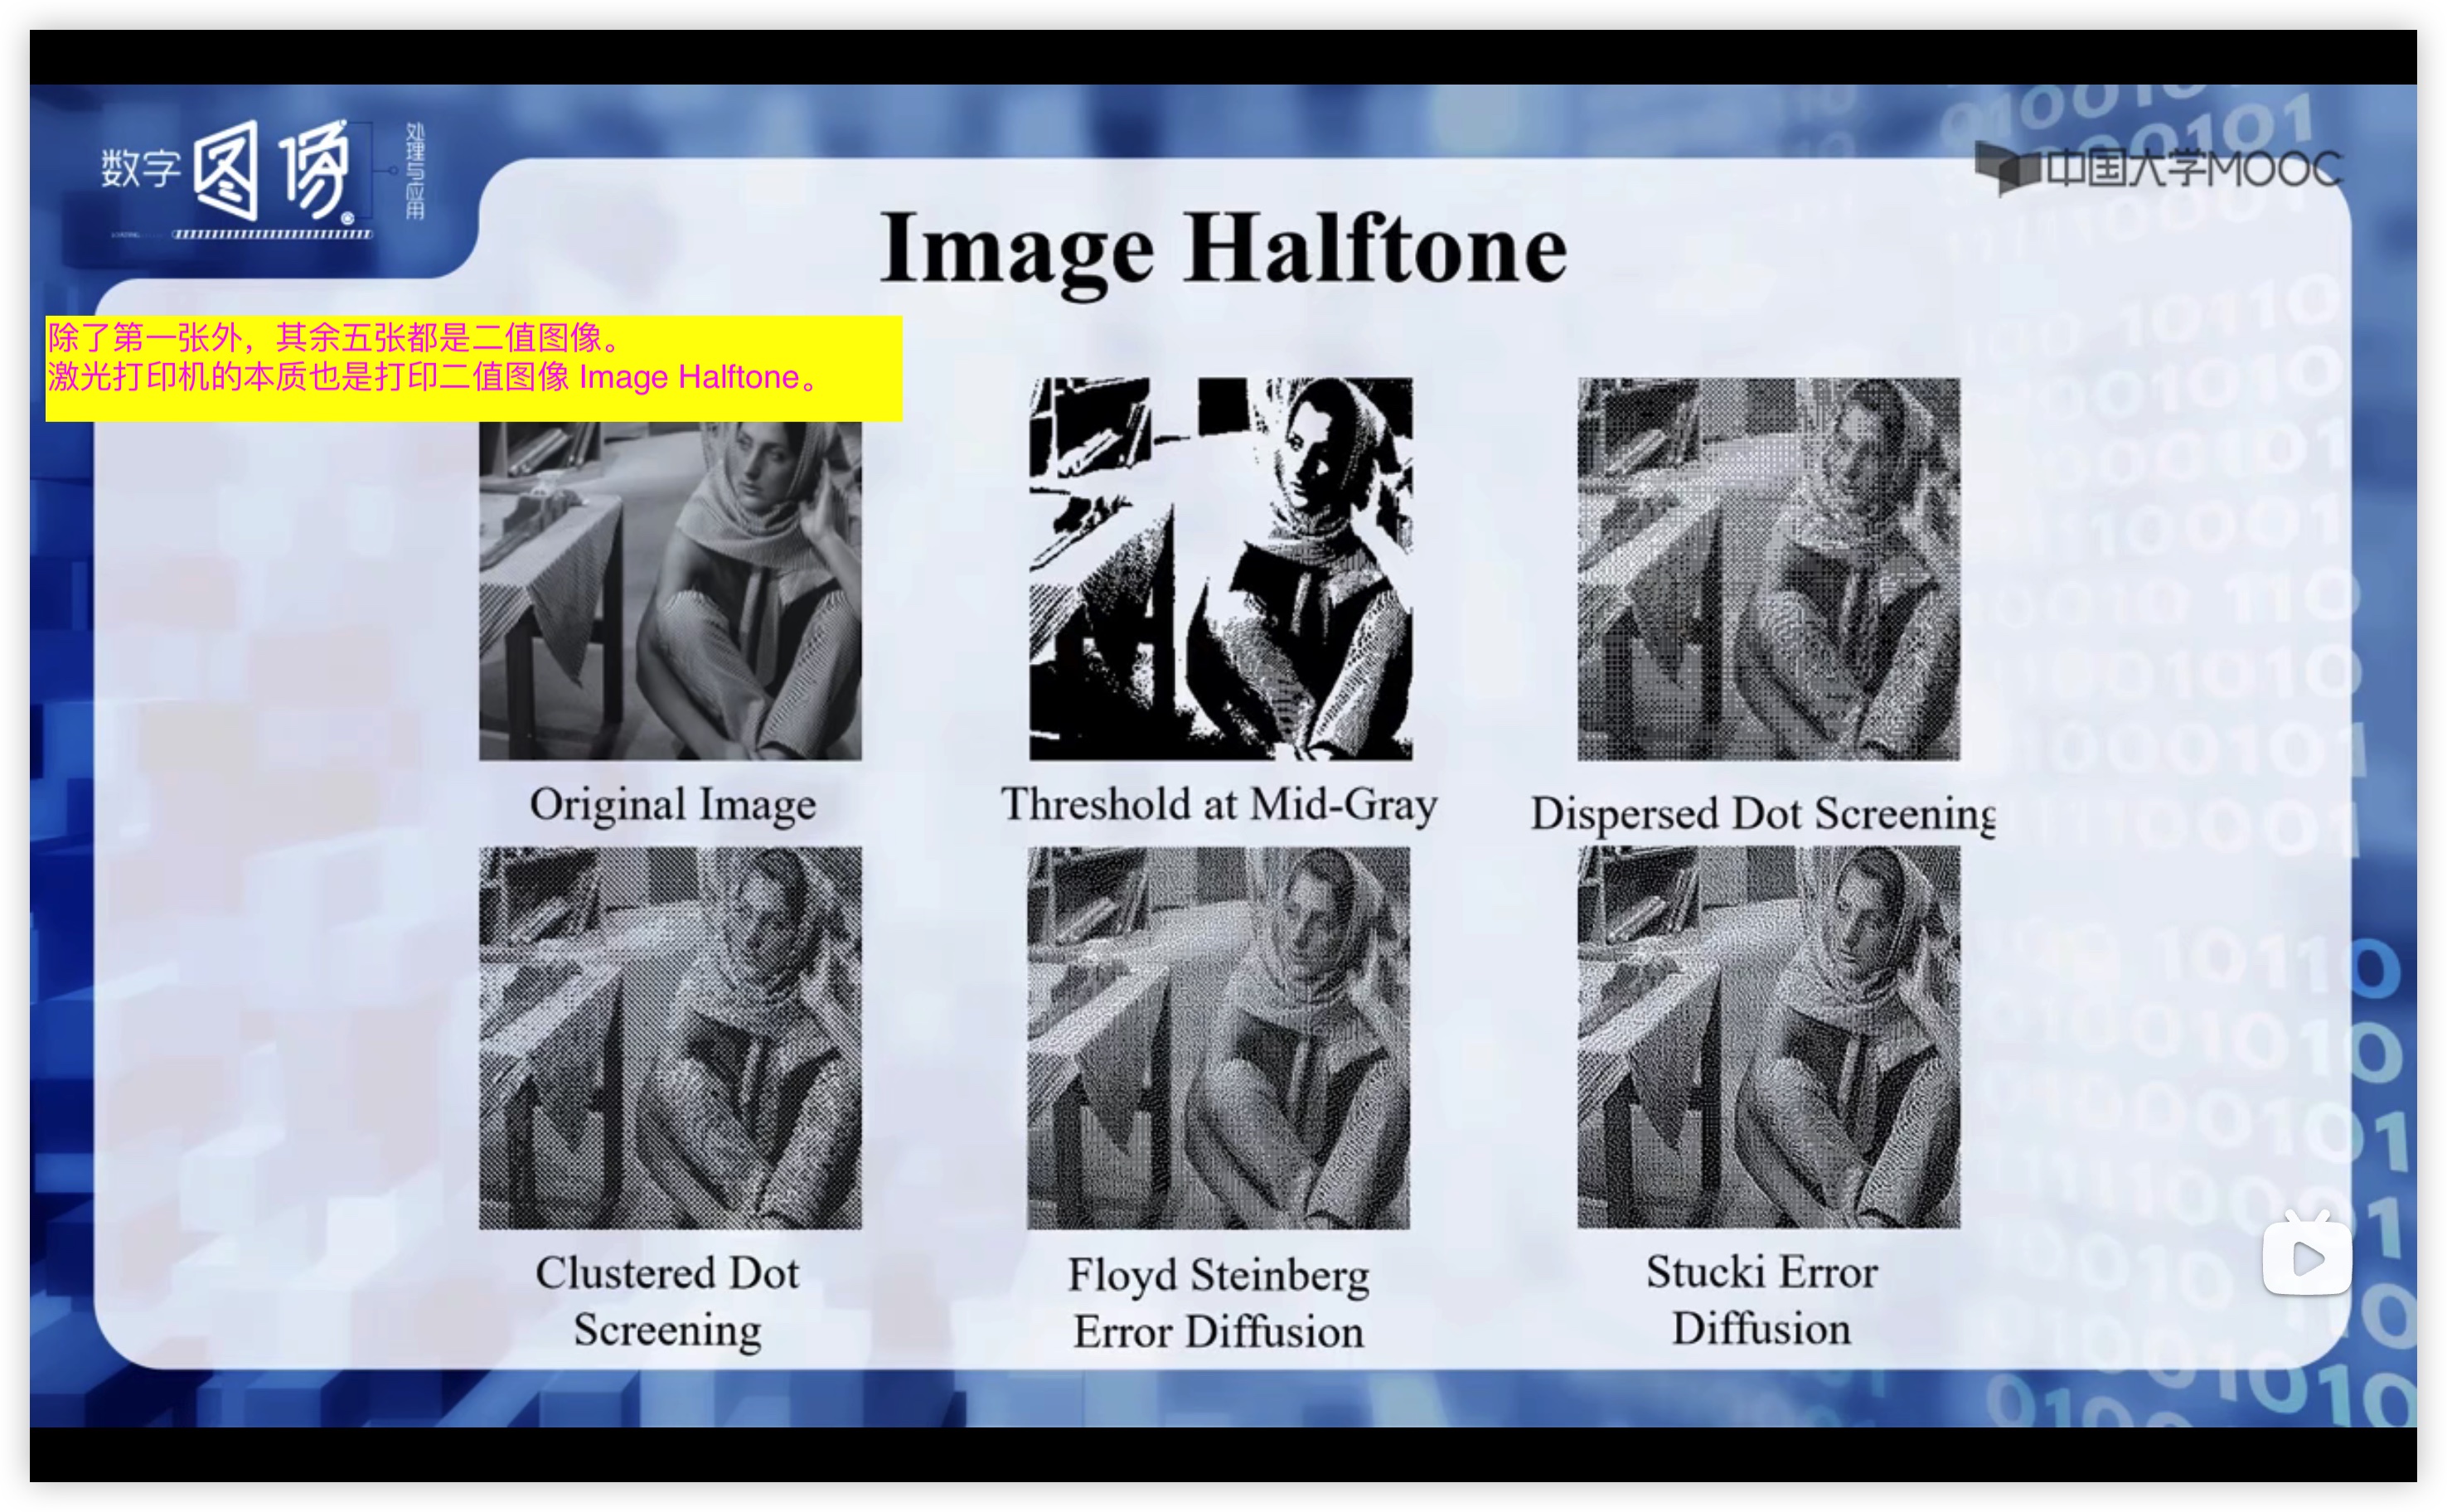 数字图像
处理与应用
中国大学MOOC
Image Halftone
除了第一张外，其余五张都是二值图像。
激光打印机的本质也是打印二值图像 Image Halftone。
Original Image
Threshold at Mid-Gray
Dispersed Dot Screening
Clustered Dot
Screening
Floyd Steinberg
Error Diffusion
Stucki Error
Diffusion